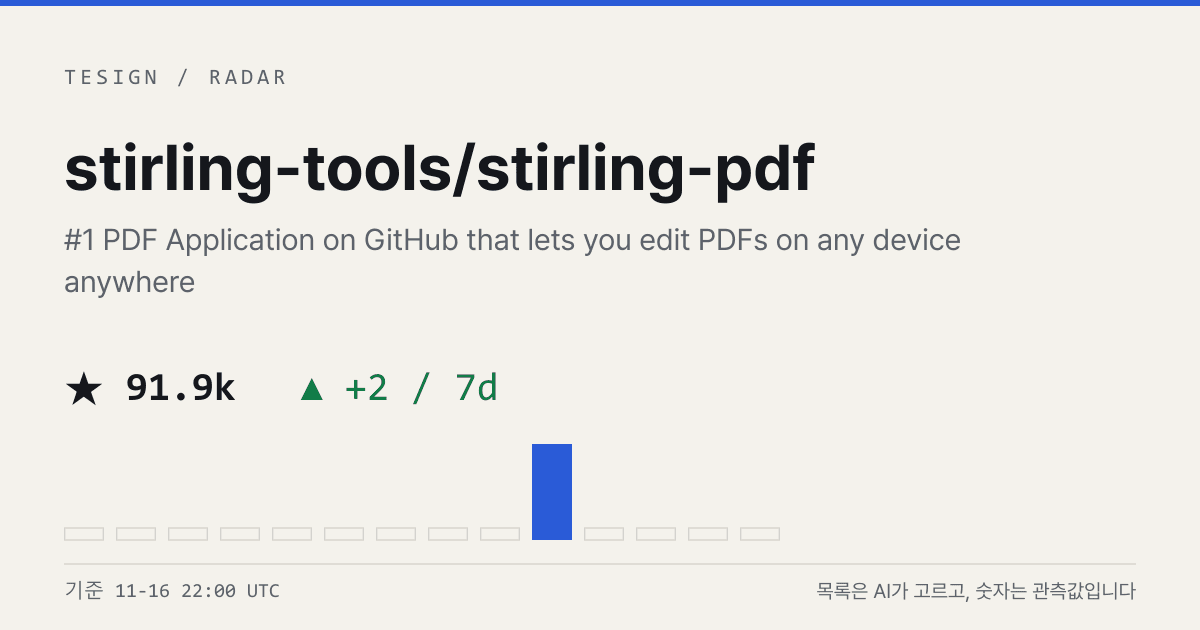 TESIGN / RADAR
stirling-tools/stirling-pdf
#1 PDF Application on GitHub that lets you edit PDFs on any device
anywhere
★ 91.9k ▲ +2 / 7d
기준 11-16 22:00 UTC
목록은 AI가 고르고, 숫자는 관측값입니다